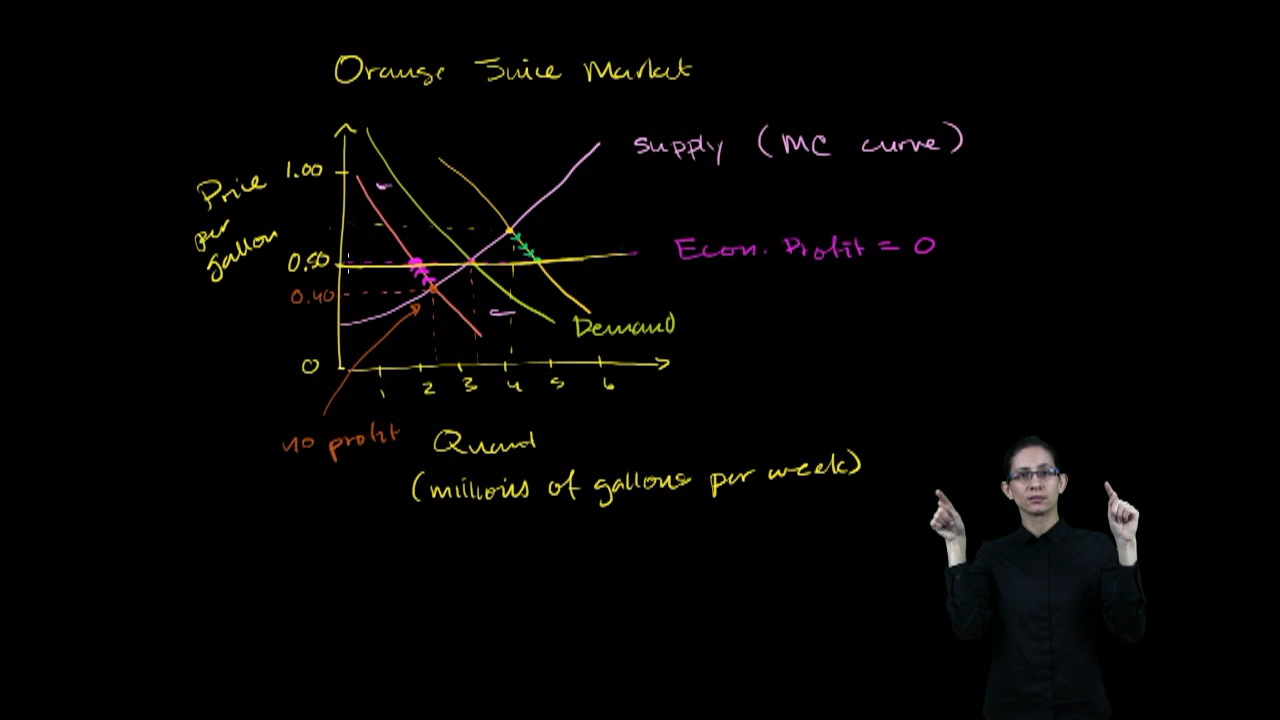 Orange Juice Market
Supply (MC curve)
Price
per
gallon
1.00
Econ. Profit = 0
0.50
0.40
Demand
0
1 2 3 4 5 6
no profit
Quant
(millions of gallons per week)